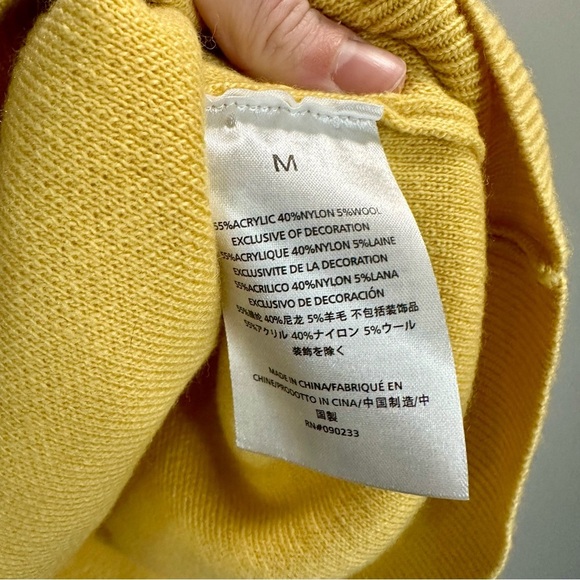 M
55%ACRYLIC 40%NYLON 5%WOOL
EXCLUSIVE OF DECORATION
55%ACRYLIQUE 40%NYLON 5%LAINE
EXCLUSIVITE DE LA DECORATION
55%ACRILICO 40%NYLON 5%LANA
EXCLUSIVO DE DECORACIÓN
55%腈纶 40%尼龙 5%羊毛 不包括装饰品
55%アクリル 40%ナイロン 5%ウール
装飾を除く
MADE IN CHINA/FABRIQUÉ EN
CHINE/PRODOTTO IN CINA/中国制造/中
国製
RN#090233